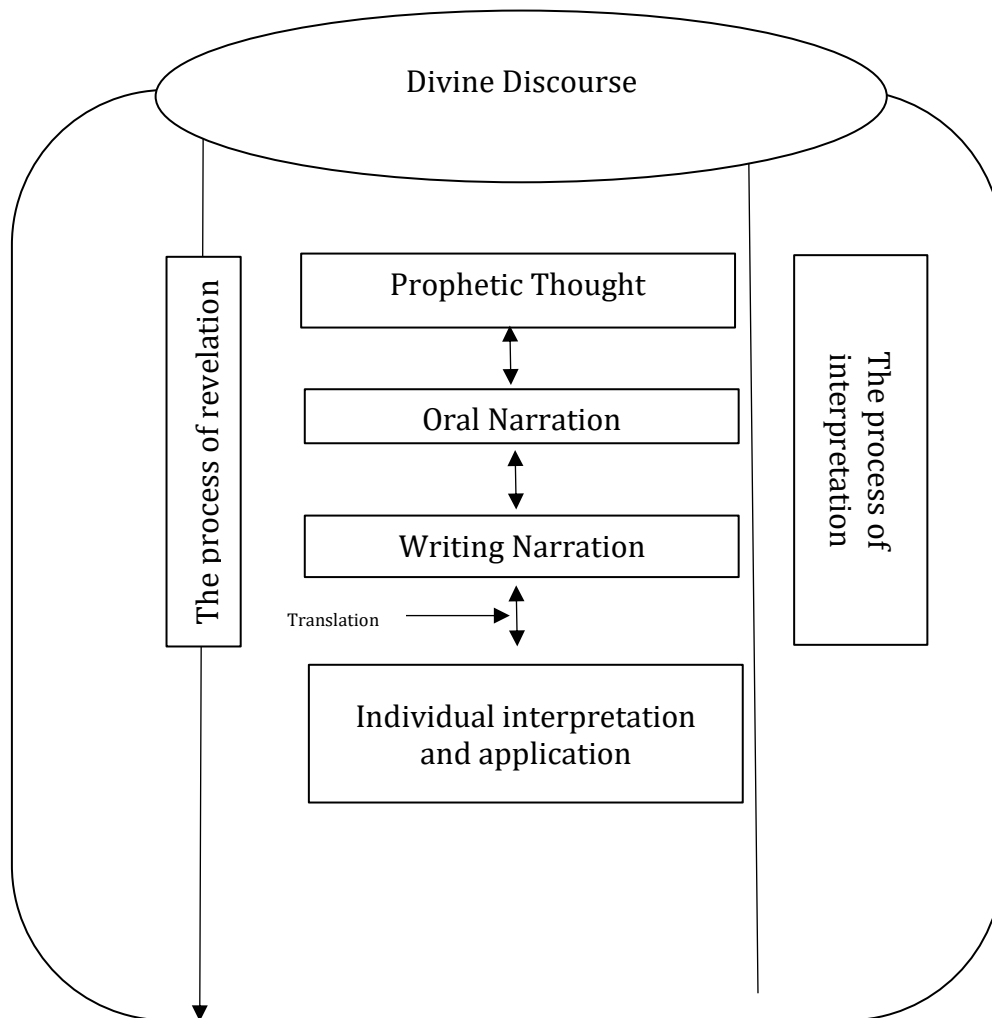 Divine Discourse
The process of revelation
Prophetic Thought
Oral Narration
Writing Narration
Translation
Individual interpretation
and application
The process of
interpretation